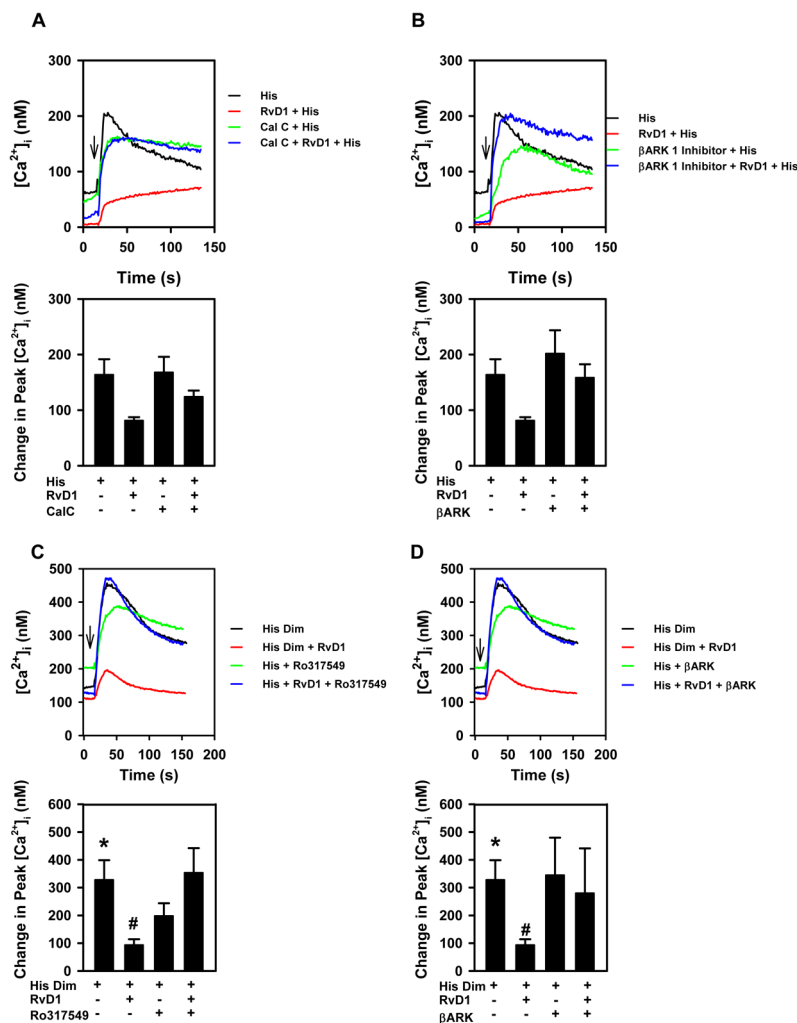 A
300
200
100
0
[Ca2+]i (nM)
0 50 100 150
Time (s)
His
RvD1 + His
Cal C + His
Cal C + RvD1 + His
300
200
100
0
Change in Peak [Ca2+]i (nM)
His + + + +
RvD1 - + - +
CalC - - + +
B
300
200
100
0
[Ca2+]i (nM)
0 50 100 150
Time (s)
His
RvD1 + His
βARK 1 Inhibitor + His
βARK 1 Inhibitor + RvD1 + His
300
200
100
0
Change in Peak [Ca2+]i (nM)
His + + + +
RvD1 - + - +
βARK - - + +
C
500
400
300
200
100
0
[Ca2+]i (nM)
0 50 100 150 200
Time (s)
His Dim
His Dim + RvD1
His + Ro317549
His + RvD1 + Ro317549
600
500
400
300
200
100
0
Change in Peak [Ca2+]i (nM)
*
#
His Dim + + + +
RvD1 - + - +
Ro317549 - - + +
D
500
400
300
200
100
0
[Ca2+]i (nM)
0 50 100 150 200
Time (s)
His Dim
His Dim + RvD1
His + βARK
His + RvD1 + βARK
600
500
400
300
200
100
0
Change in Peak [Ca2+]i (nM)
*
#
His Dim + + + +
RvD1 - + - +
βARK - - + +